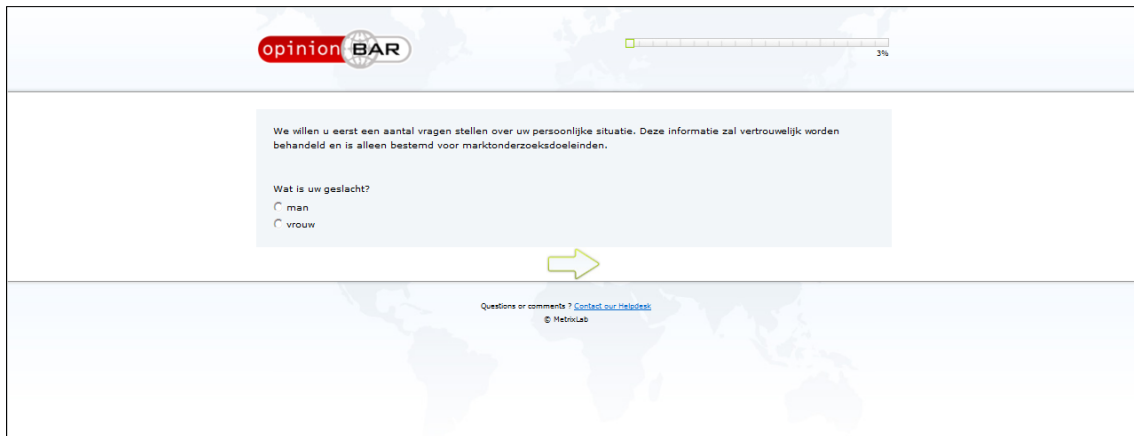 opinion BAR
3%
We willen u eerst een aantal vragen stellen over uw persoonlijke situatie. Deze informatie zal vertrouwelijk worden
behandeld en is alleen bestemd voor marktonderzoeksdoeleinden.
Wat is uw geslacht?
man
vrouw
Questions or comments ? Contact our Helpdesk
© MetrixLab